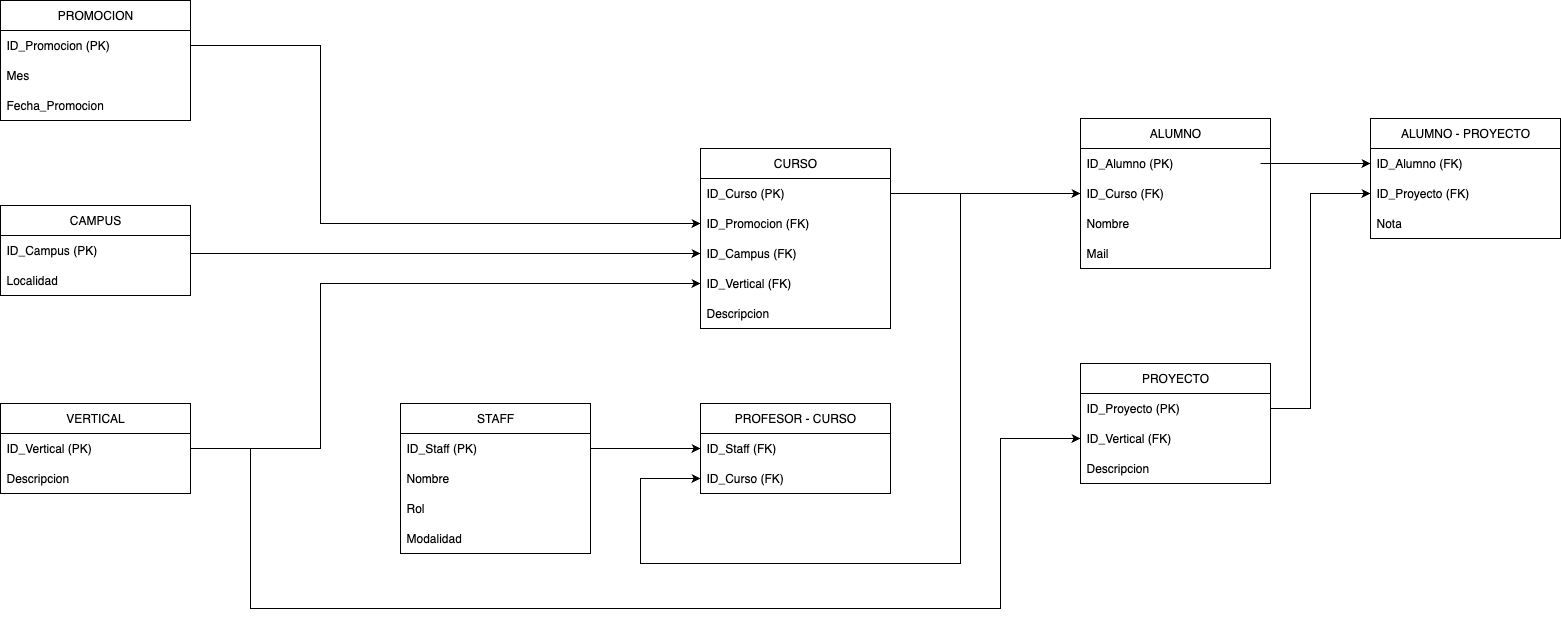 PROMOCION
ID_Promocion (PK)
Mes
Fecha_Promocion
CAMPUS
ID_Campus (PK)
Localidad
VERTICAL
ID_Vertical (PK)
Descripcion
STAFF
ID_Staff (PK)
Nombre
Rol
Modalidad
CURSO
ID_Curso (PK)
ID_Promocion (FK)
ID_Campus (FK)
ID_Vertical (FK)
Descripcion
PROFESOR - CURSO
ID_Staff (FK)
ID_Curso (FK)
ALUMNO
ID_Alumno (PK)
ID_Curso (FK)
Nombre
Mail
PROYECTO
ID_Proyecto (PK)
ID_Vertical (FK)
Descripcion
ALUMNO - PROYECTO
ID_Alumno (FK)
ID_Proyecto (FK)
Nota